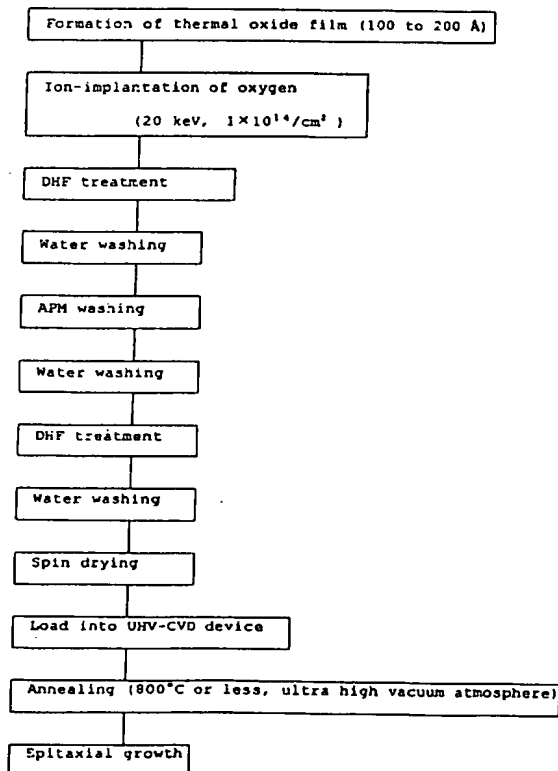 Formation of thermal oxide film (100 to 200 Å)
Ion-implantation of oxygen
(20 keV, 1×10¹⁴/cm²)
DHF treatment
Water washing
APM washing
Water washing
DHF treatment
Water washing
Spin drying
Load into UHV-CVD device
Annealing (800°C or less, ultra high vacuum atmosphere)
Epitaxial growth